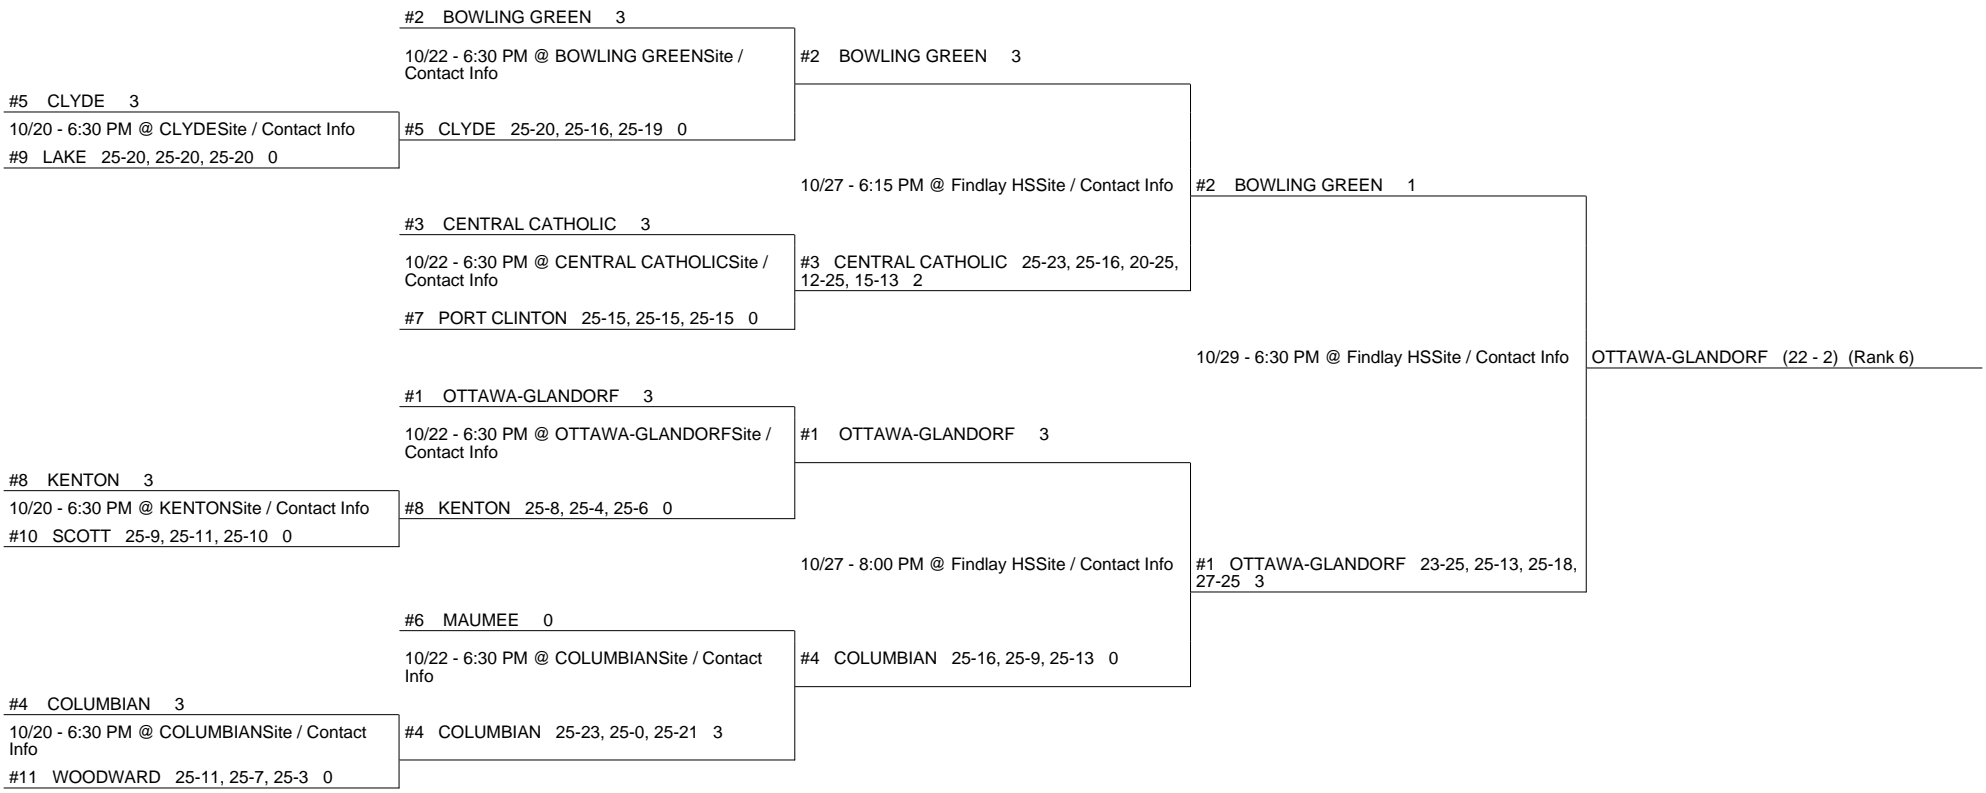 #2 BOWLING GREEN 3
10/22 - 6:30 PM @ BOWLING GREENSite /
Contact Info
#2 BOWLING GREEN 3
#5 CLYDE 3
10/20 - 6:30 PM @ CLYDESite / Contact Info
#5 CLYDE 25-20, 25-16, 25-19 0
#9 LAKE 25-20, 25-20, 25-20 0
10/27 - 6:15 PM @ Findlay HSSite / Contact Info
#2 BOWLING GREEN 1
#3 CENTRAL CATHOLIC 3
10/22 - 6:30 PM @ CENTRAL CATHOLICSite /
Contact Info
#3 CENTRAL CATHOLIC 25-23, 25-16, 20-25,
12-25, 15-13 2
#7 PORT CLINTON 25-15, 25-15, 25-15 0
10/29 - 6:30 PM @ Findlay HSSite / Contact Info
OTTAWA-GLANDORF (22 - 2) (Rank 6)
#1 OTTAWA-GLANDORF 3
10/22 - 6:30 PM @ OTTAWA-GLANDORFSite /
Contact Info
#1 OTTAWA-GLANDORF 3
#8 KENTON 3
10/20 - 6:30 PM @ KENTONSite / Contact Info
#8 KENTON 25-8, 25-4, 25-6 0
#10 SCOTT 25-9, 25-11, 25-10 0
10/27 - 8:00 PM @ Findlay HSSite / Contact Info
#1 OTTAWA-GLANDORF 23-25, 25-13, 25-18,
27-25 3
#6 MAUMEE 0
10/22 - 6:30 PM @ COLUMBIANSite / Contact
Info
#4 COLUMBIAN 25-16, 25-9, 25-13 0
#4 COLUMBIAN 3
10/20 - 6:30 PM @ COLUMBIANSite / Contact
Info
#4 COLUMBIAN 25-23, 25-0, 25-21 3
#11 WOODWARD 25-11, 25-7, 25-3 0